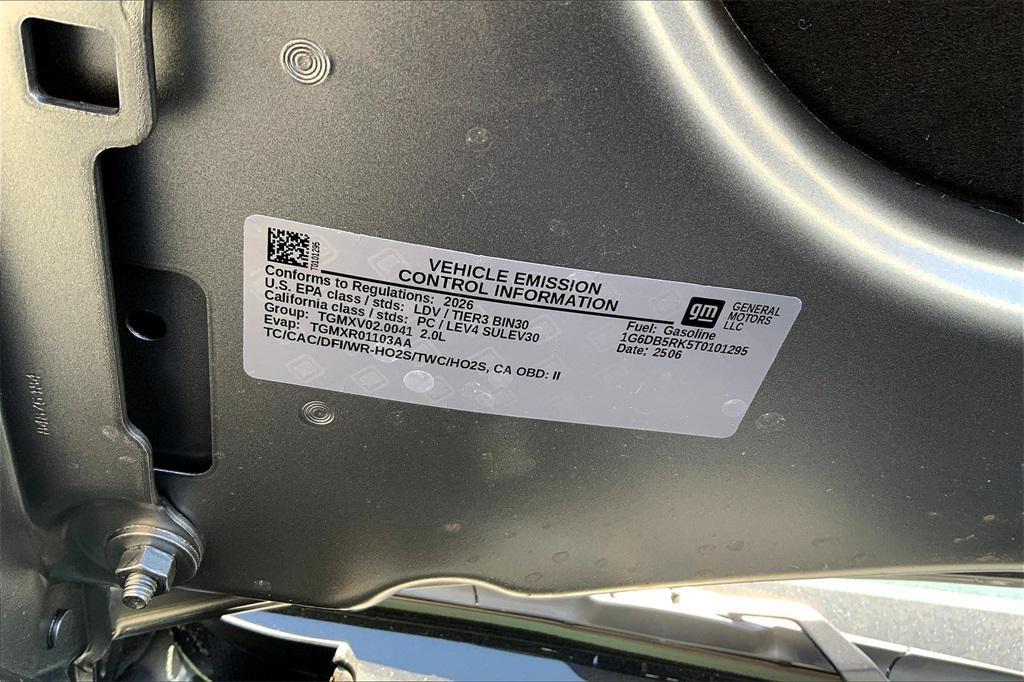 T0101295
VEHICLE EMISSION
CONTROL INFORMATION
Conforms to Regulations: 2026
U.S. EPA class / stds: LDV / TIER3 BIN30
California class / stds: PC / LEV4 SULEV30
Group: TGMXV02.0041 2.0L
Evap: TGMXR01103AA
TC/CAC/DFI/WR-HO2S/TWC/HO2S, CA OBD: II
gm
GENERAL
MOTORS
LLC
Fuel: Gasoline
1G6DB5RK5T0101295
Date: 2506